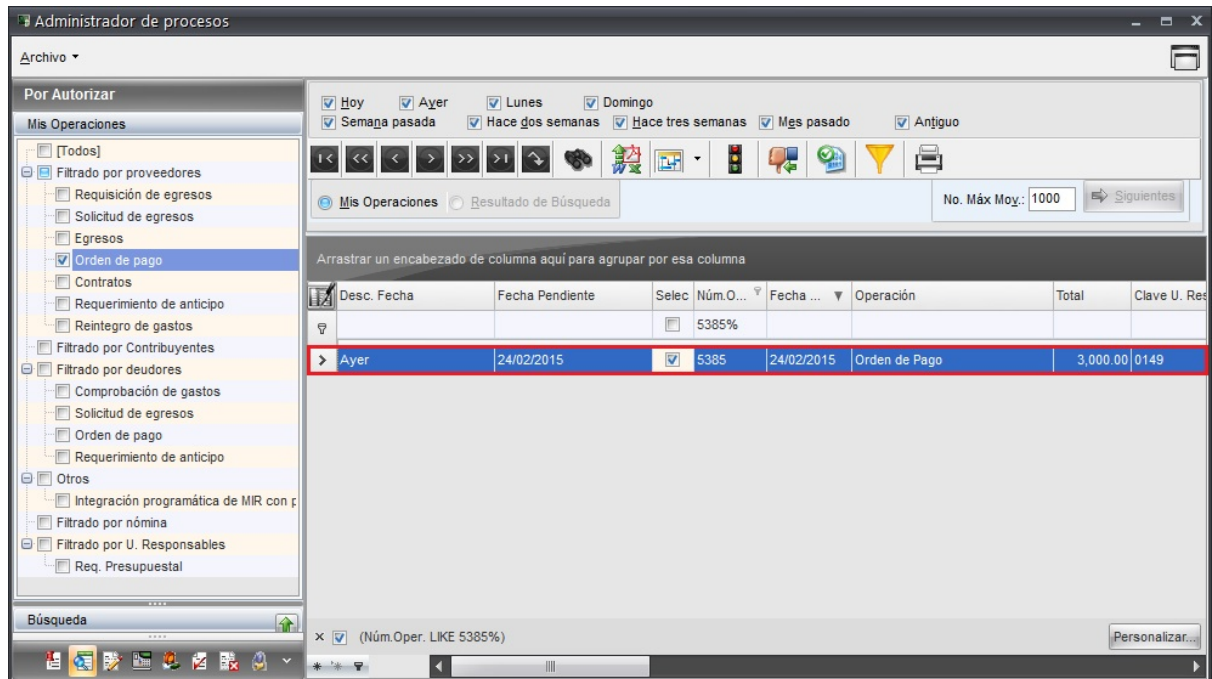 Administrador de procesos
Archivo
Por Autorizar
Mis Operaciones
[Todos]
Filtrado por proveedores
Requisición de egresos
Solicitud de egresos
Egresos
Orden de pago
Contratos
Requerimiento de anticipo
Reintegro de gastos
Filtrado por Contribuyentes
Filtrado por deudores
Comprobación de gastos
Solicitud de egresos
Orden de pago
Requerimiento de anticipo
Otros
Integración programática de MIR con p
Filtrado por nómina
Filtrado por U. Responsables
Req. Presupuestal
Búsqueda
Hoy Ayer Lunes Domingo
Semana pasada Hace dos semanas Hace tres semanas Mes pasado Antiguo
Mis Operaciones Resultado de Búsqueda No. Máx Mov.: 1000 Siguientes
Arrastrar un encabezado de columna aquí para agrupar por esa columna
Desc. Fecha Fecha Pendiente Selec Núm.O... Fecha ... Operación Total Clave U. Res
5385%
Ayer 24/02/2015 5385 24/02/2015 Orden de Pago 3,000.00 0149
(Núm.Oper. LIKE 5385%) Personalizar...